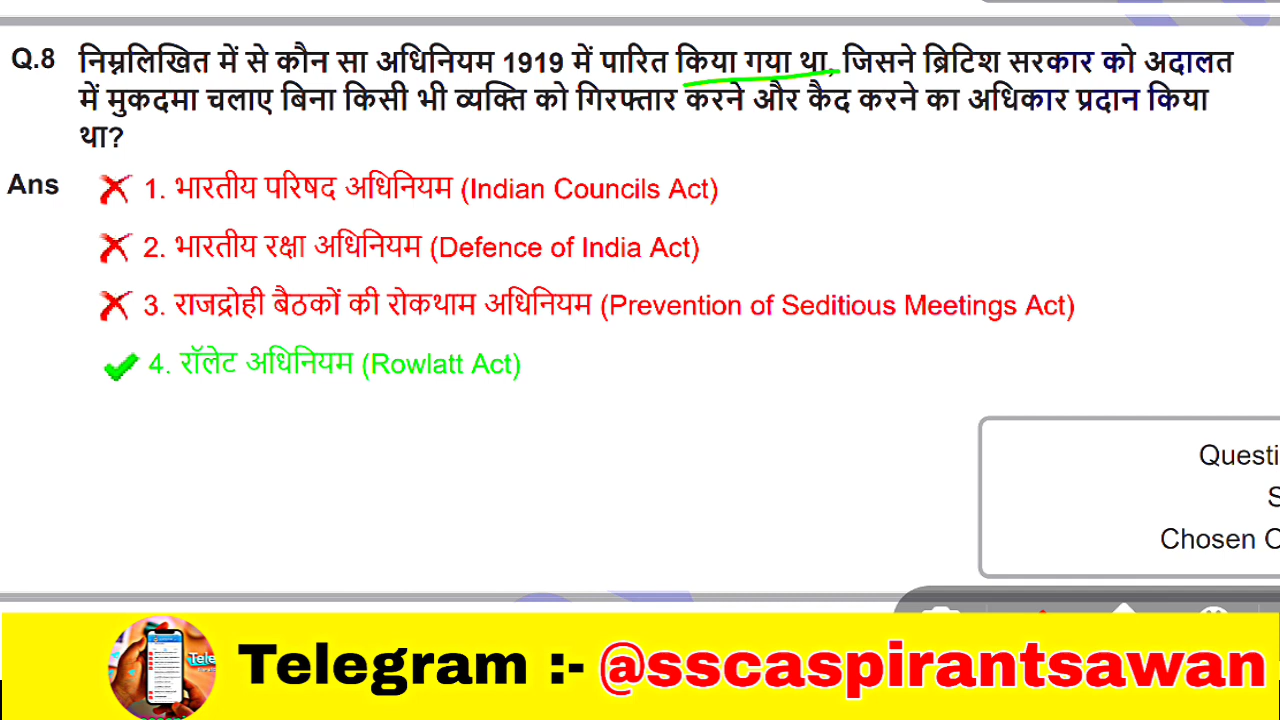 Q.8 निम्नलिखित में से कौन सा अधिनियम 1919 में पारित किया गया था, जिसने ब्रिटिश सरकार को अदालत
में मुकदमा चलाए बिना किसी भी व्यक्ति को गिरफ्तार करने और कैद करने का अधिकार प्रदान किया
था?
Ans 1. भारतीय परिषद अधिनियम (Indian Councils Act)
2. भारतीय रक्षा अधिनियम (Defence of India Act)
3. राजद्रोही बैठकों की रोकथाम अधिनियम (Prevention of Seditious Meetings Act)
4. रॉलेट अधिनियम (Rowlatt Act)
Questi
S
Chosen O
Telegram :- @sscaspirantsawan